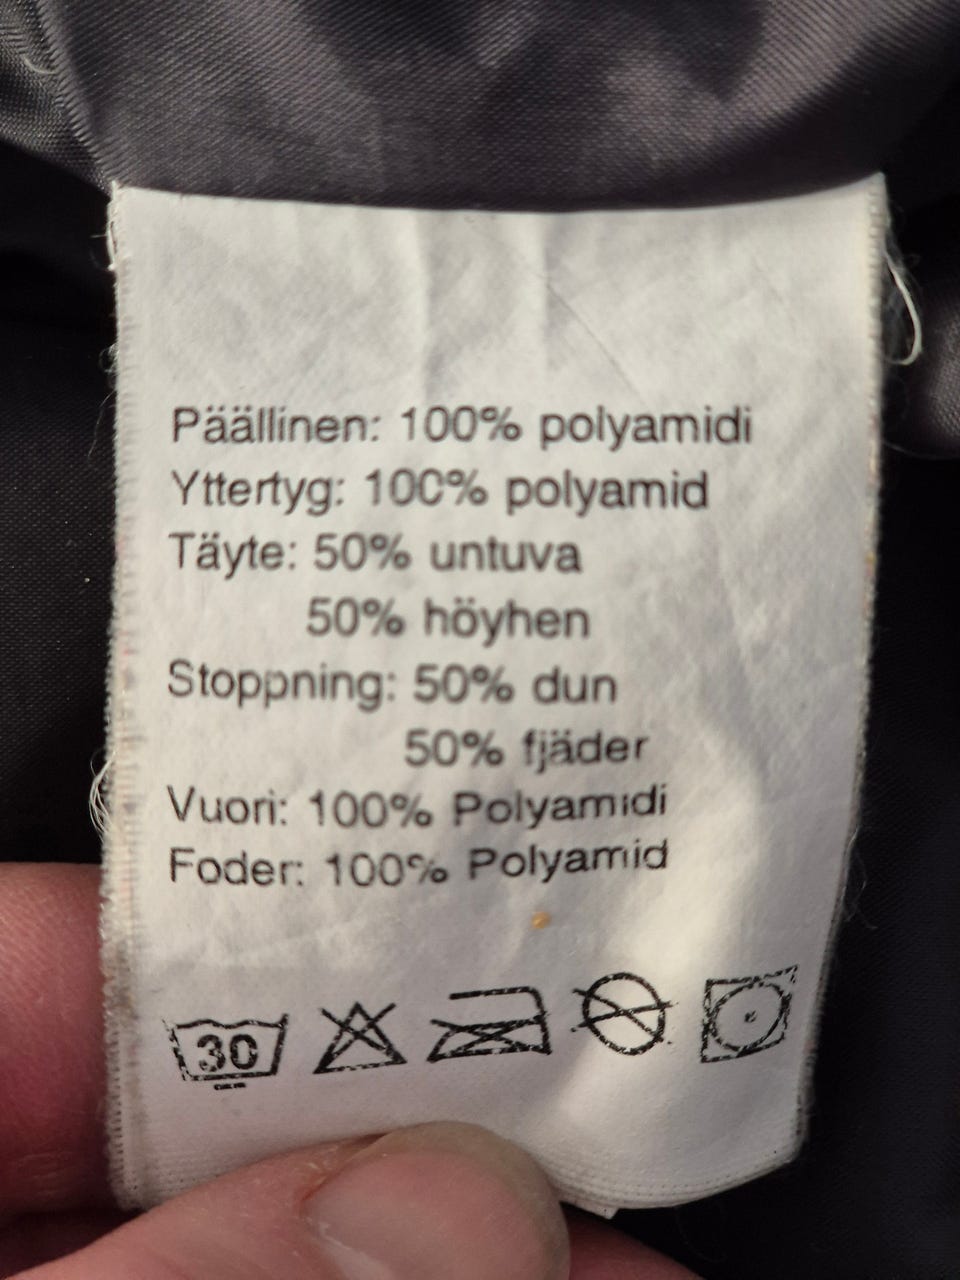 Päällinen: 100% polyamidi
Yttertyg: 100% polyamid
Täyte: 50% untuva
50% höyhen
Stoppning: 50% dun
50% fjäder
Vuori: 100% Polyamidi
Foder: 100% Polyamid
30